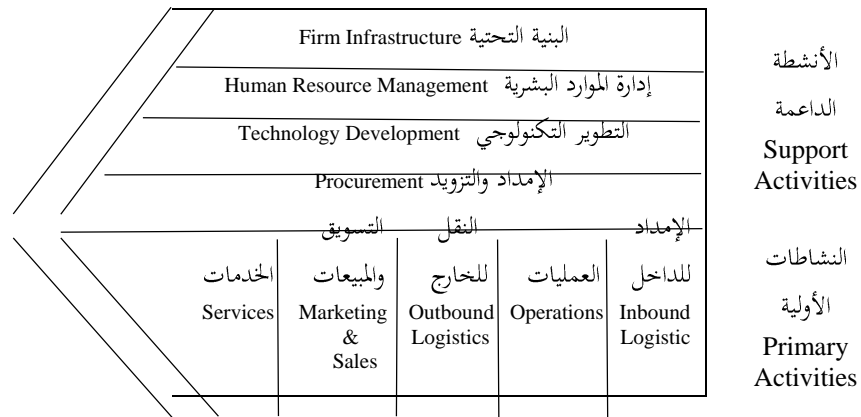 البنية التحتية Firm Infrastructure
إدارة الموارد البشرية Human Resource Management
التطوير التكنولوجي Technology Development
الإمداد والتزويد Procurement
الأنشطة
الداعمة
Support
Activities
الإمداد
للداخل
Inbound
Logistic
العمليات
Operations
النقل
للخارج
Outbound
Logistics
التسويق
والمبيعات
Marketing
&
Sales
الخدمات
Services
النشاطات
الأولية
Primary
Activities